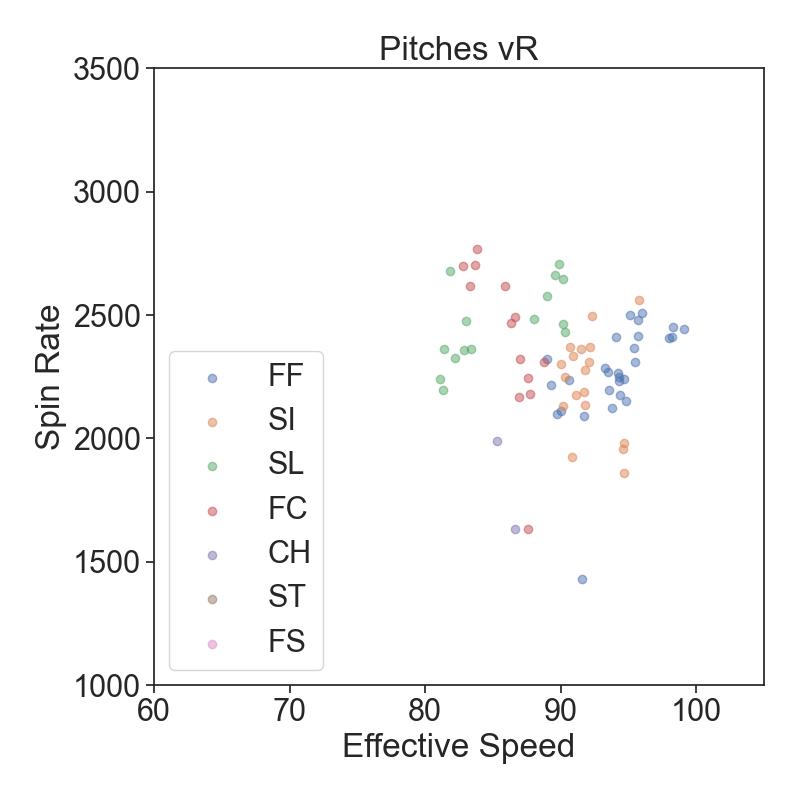 Pitches vR
3500
3000
2500
2000
1500
1000
Spin Rate
FF
SI
SL
FC
CH
ST
FS
60 70 80 90 100
Effective Speed